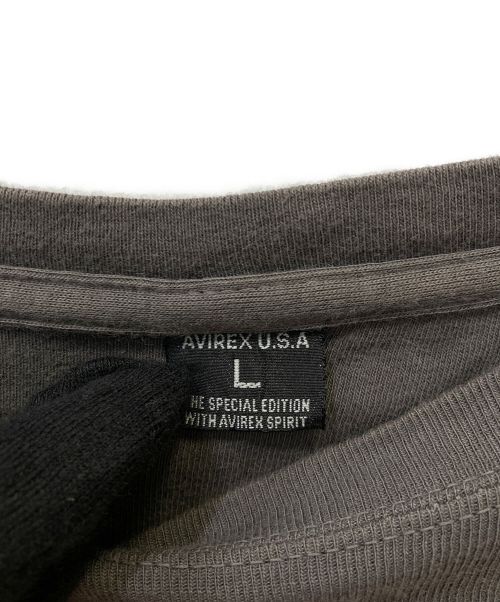 AVIREX U.S.A
L
HE SPECIAL EDITION
WITH AVIREX SPIRIT